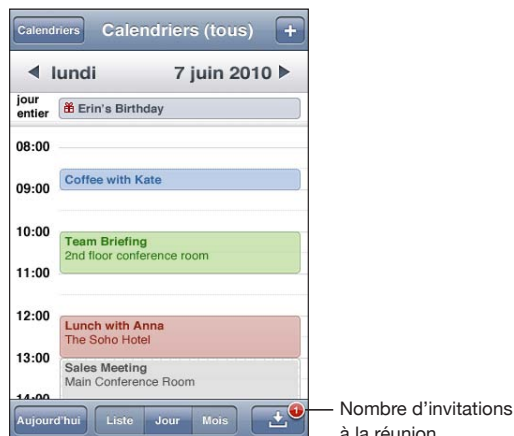 Calendriers Calendriers (tous) +
lundi 7 juin 2010
jour
entier
Erin's Birthday
08:00
Coffee with Kate
09:00
10:00
Team Briefing
2nd floor conference room
11:00
12:00
Lunch with Anna
The Soho Hotel
13:00
Sales Meeting
Main Conference Room
14:00
Aujourd'hui Liste Jour Mois 1
Nombre d'invitations
à la réunion